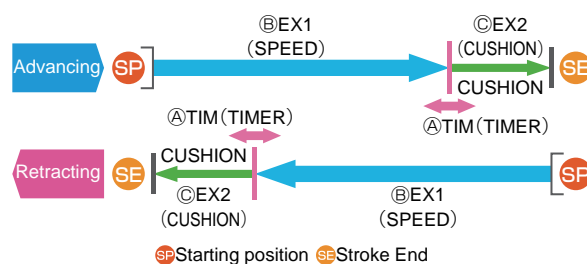 ⒷEX1
(SPEED)
ⒸEX2
(CUSHION)
Advancing
SP
SE
CUSHION
ⒶTIM(TIMER)
ⒶTIM(TIMER)
CUSHION
Retracting
SE
SP
ⒸEX2
(CUSHION)
ⒷEX1
(SPEED)
SP Starting position SE Stroke End